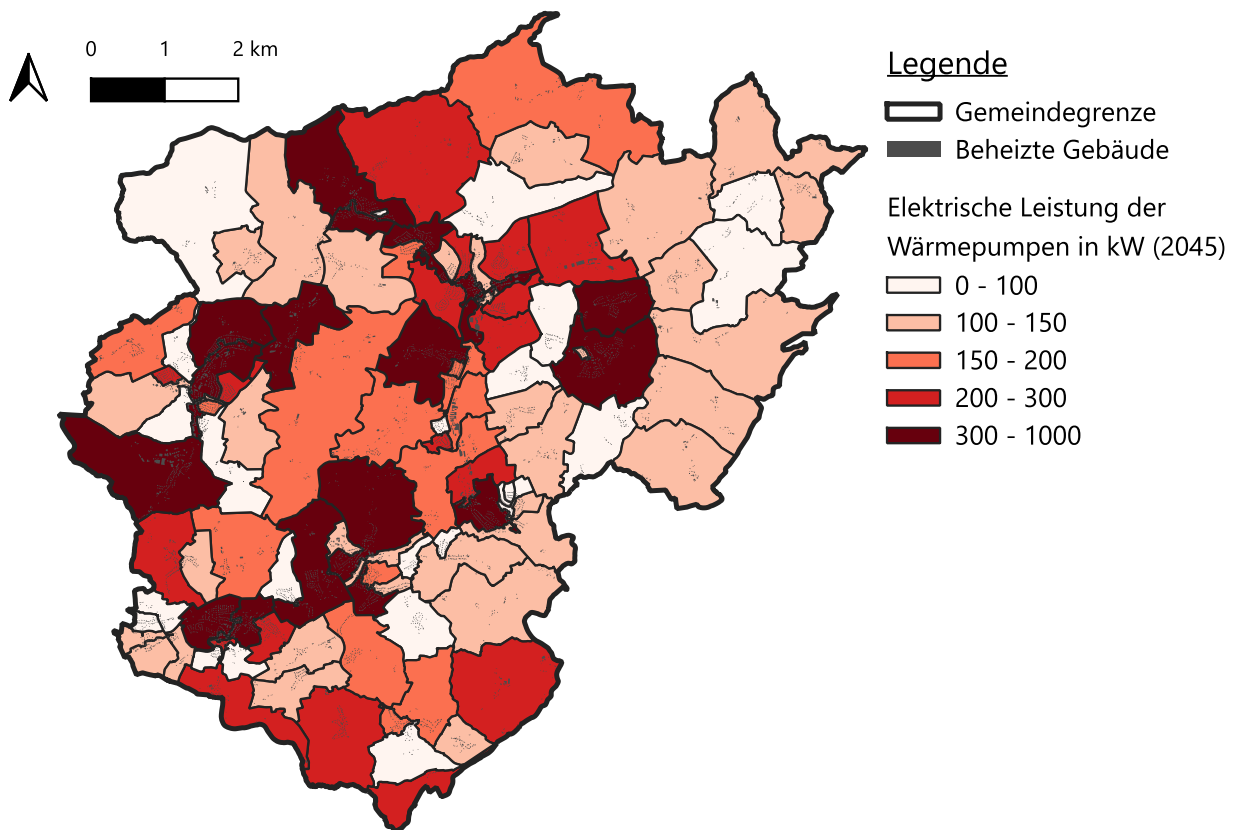 0 1 2 km
Legende
Gemeindegrenze
Beheizte Gebäude
Elektrische Leistung der
Wärmepumpen in kW (2045)
0 - 100
100 - 150
150 - 200
200 - 300
300 - 1000